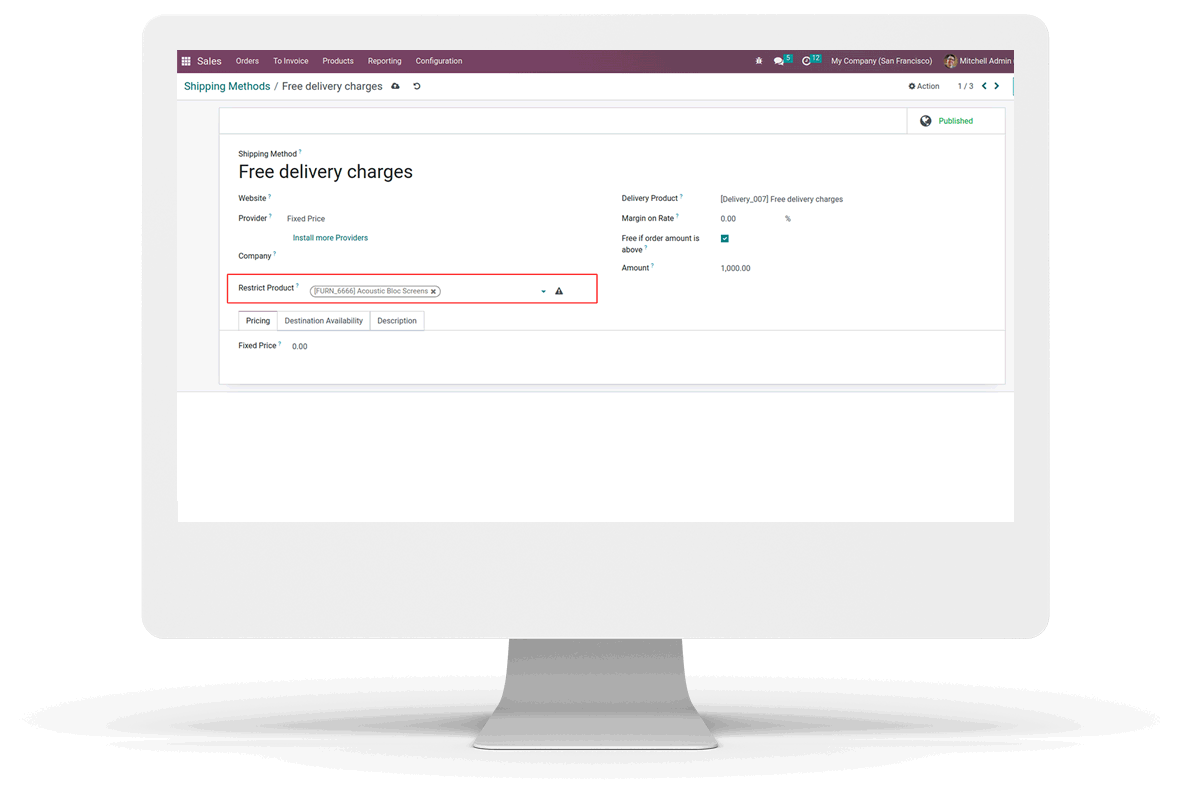 Sales Orders To Invoice Products Reporting Configuration 5 12 My Company (San Francisco) Mitchell Admin
Shipping Methods / Free delivery charges Action 1 / 3
Published
Shipping Method ?
Free delivery charges
Website ? Delivery Product ? [Delivery_007] Free delivery charges
Provider ? Fixed Price Margin on Rate ? 0.00 %
Install more Providers Free if order amount is
above ?
Company ?
Amount ? 1,000.00
Restrict Product ? [FURN_6666] Acoustic Bloc Screens
Pricing Destination Availability Description
Fixed Price ? 0.00